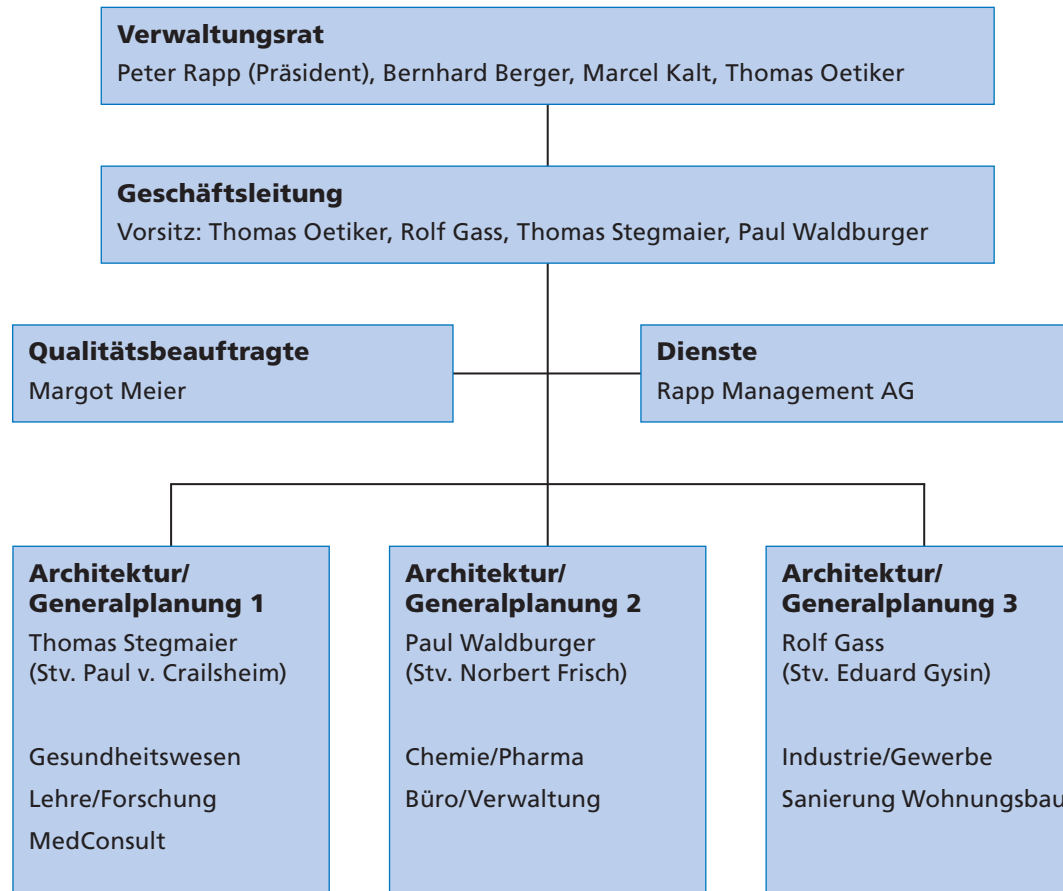 Verwaltungsrat
Peter Rapp (Präsident), Bernhard Berger, Marcel Kalt, Thomas Oetiker
Geschäftsleitung
Vorsitz: Thomas Oetiker, Rolf Gass, Thomas Stegmaier, Paul Waldburger
Qualitätsbeauftragte
Margot Meier
Dienste
Rapp Management AG
Architektur/
Generalplanung 1
Thomas Stegmaier
(Stv. Paul v. Crailsheim)
Gesundheitswesen
Lehre/Forschung
MedConsult
Architektur/
Generalplanung 2
Paul Waldburger
(Stv. Norbert Frisch)
Chemie/Pharma
Büro/Verwaltung
Architektur/
Generalplanung 3
Rolf Gass
(Stv. Eduard Gysin)
Industrie/Gewerbe
Sanierung Wohnungsbau